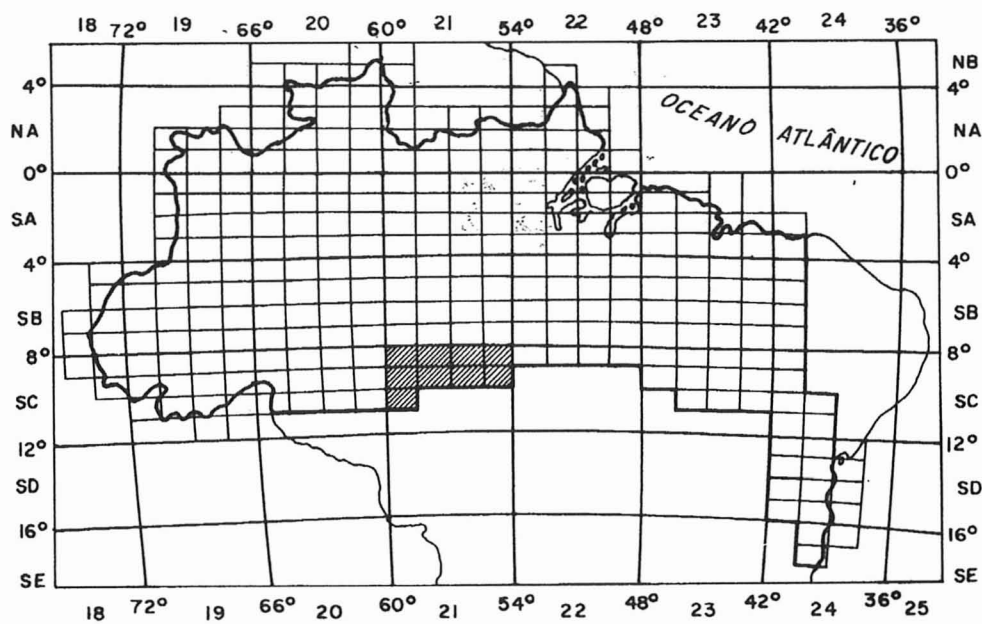 18 72° 19 66° 20 60° 21 54° 22 48° 23 42° 24 36°
NB
4° 4°
OCEANO ATLÂNTICO
NA NA
0° 0°
SA SA
4° 4°
SB SB
8° 8°
SC SC
12° 12°
SD SD
16° 16°
SE SE
18 72° 19 66° 20 60° 21 54° 22 48° 23 42° 24 36° 25